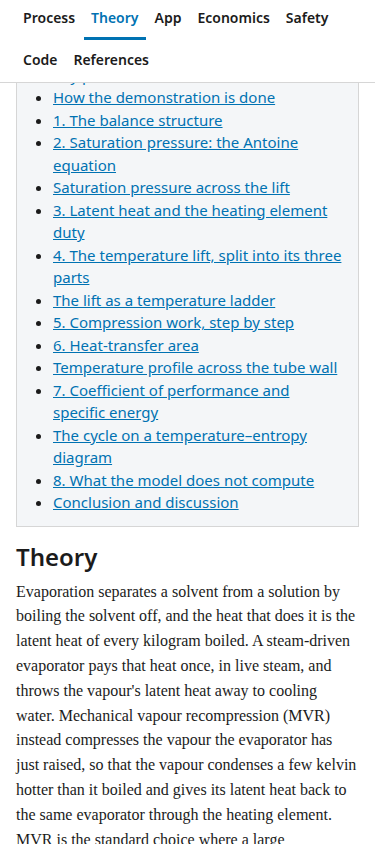 Process Theory App Economics Safety
Code References
How the demonstration is done
1. The balance structure
2. Saturation pressure: the Antoine
equation
Saturation pressure across the lift
3. Latent heat and the heating element
duty
4. The temperature lift, split into its three
parts
The lift as a temperature ladder
5. Compression work, step by step
6. Heat-transfer area
Temperature profile across the tube wall
7. Coefficient of performance and
specific energy
The cycle on a temperature–entropy
diagram
8. What the model does not compute
Conclusion and discussion
Theory
Evaporation separates a solvent from a solution by
boiling the solvent off, and the heat that does it is the
latent heat of every kilogram boiled. A steam-driven
evaporator pays that heat once, in live steam, and
throws the vapour's latent heat away to cooling
water. Mechanical vapour recompression (MVR)
instead compresses the vapour the evaporator has
just raised, so that the vapour condenses a few kelvin
hotter than it boiled and gives its latent heat back to
the same evaporator through the heating element.
MVR is the standard choice where a large